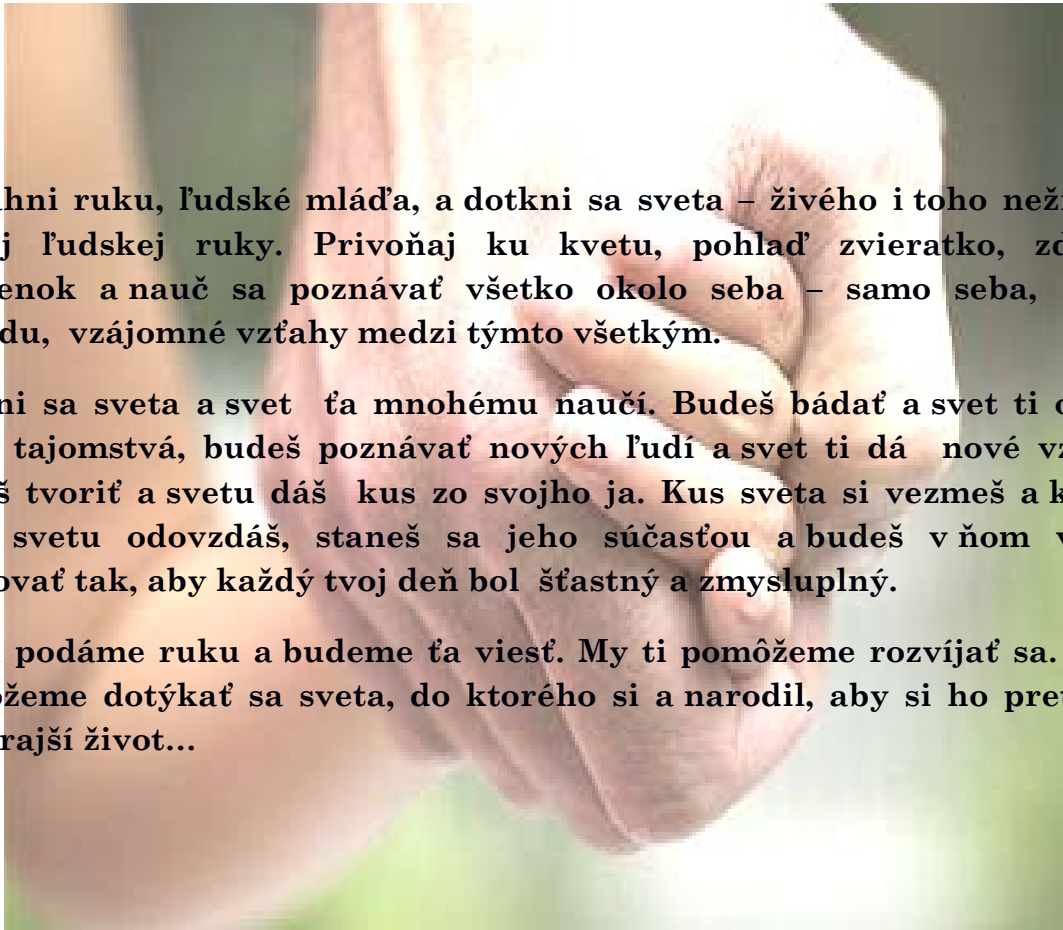 hni ruku, ľudské mláďa, a dotkni sa sveta – živého i toho neži
j ľudskej ruky. Privoňaj ku kvetu, pohlaď zvieratko, zd
enok a nauč sa poznávať všetko okolo seba – samo seba,
du, vzájomné vzťahy medzi týmto všetkým.
ni sa sveta a svet ťa mnohému naučí. Budeš bádať a svet ti o
tajomstvá, budeš poznávať nových ľudí a svet ti dá nové vz
š tvoriť a svetu dáš kus zo svojho ja. Kus sveta si vezmeš a k
svetu odovzdáš, staneš sa jeho súčasťou a budeš v ňom v
ovať tak, aby každý tvoj deň bol šťastný a zmysluplný.
podáme ruku a budeme ťa viesť. My ti pomôžeme rozvíjať sa.
žeme dotýkať sa sveta, do ktorého si a narodil, aby si ho pret
rajší život…